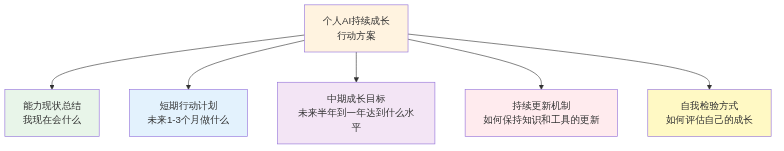 个人AI持续成长
行动方案
能力现状总结
我现在会什么
短期行动计划
未来1-3个月做什么
中期成长目标
未来半年到一年达到什么水
平
持续更新机制
如何保持知识和工具的更新
自我检验方式
如何评估自己的成长